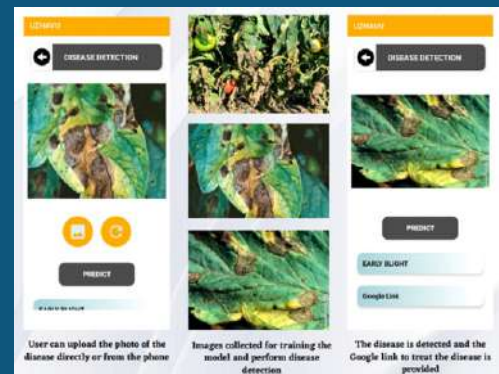 UZHAVU
DISEASE DETECTION
PREDICT
User can upload the photo of the
disease directly or from the phone
Images collected for training the
model and perform disease
detection
UZHAVU
DISEASE DETECTION
PREDICT
EARLY BLIGHT
Google Link
The disease is detected and the
Google link to treat the disease is
provided